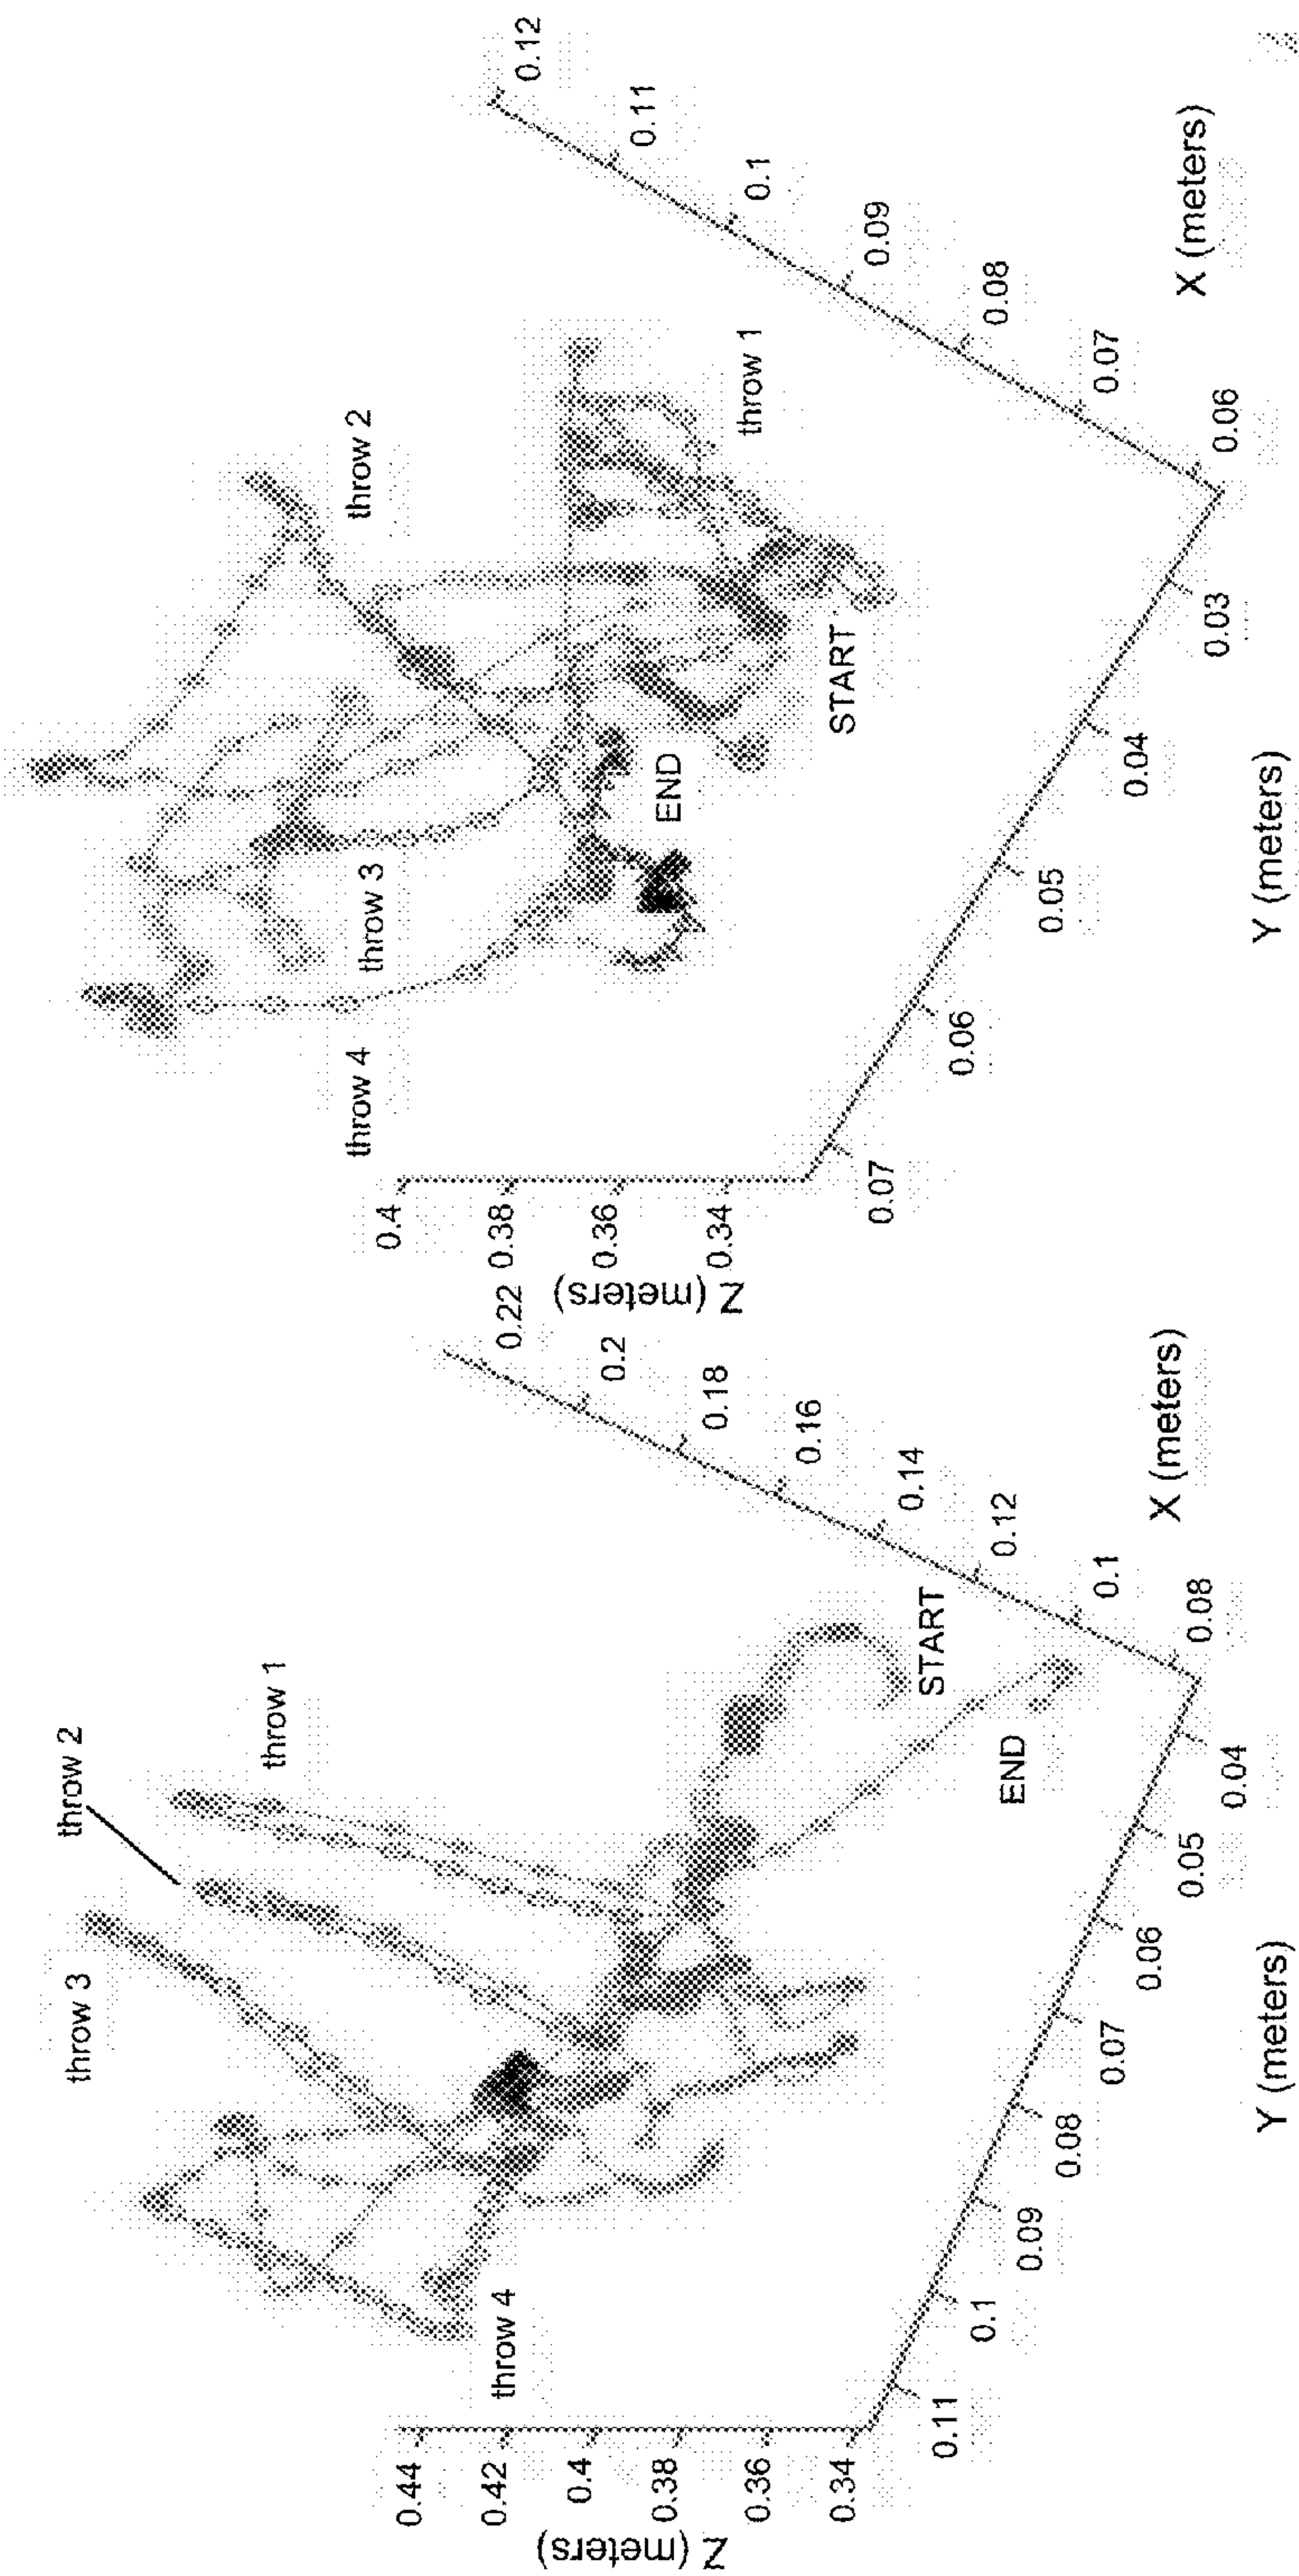 throw 3
throw 2
throw 1
throw 4
START
END
0.44
0.42
0.4
0.38
0.36
0.34
Z (meters)
0.11
0.1
0.09
0.08
0.07
0.06
0.05
0.04
Y (meters)
0.08
0.1
0.12
0.14
0.16
0.18
0.2
0.22
X (meters)
throw 4
throw 3
throw 2
throw 1
END
START
0.4
0.38
0.36
0.34
Z (meters)
0.07
0.06
0.05
0.04
0.03
Y (meters)
0.06
0.07
0.08
0.09
0.1
0.11
0.12
X (meters)